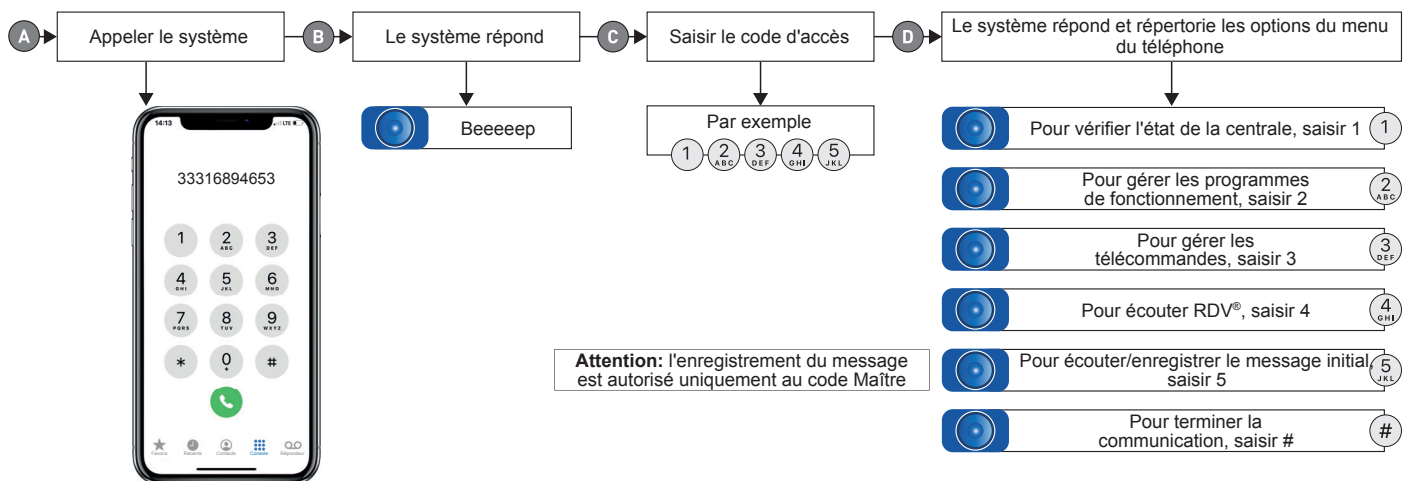 A
Appeler le système
B
Le système répond
C
Saisir le code d'accès
D
Le système répond et répertorie les options du menu
du téléphone
14:13
LTE
33316894653
1
2
ABC
3
DEF
4
GHI
5
JKL
6
MNO
7
PQRS
8
TUV
9
WXYZ
*
0
+
#
Favoris
Récents
Contacts
Console
Répondeur
Beeeeep
Par exemple
1
2
ABC
3
DEF
4
GHI
5
JKL
Pour vérifier l'état de la centrale, saisir 1
1
Pour gérer les programmes
de fonctionnement, saisir 2
2
ABC
Pour gérer les
télécommandes, saisir 3
3
DEF
Pour écouter RDV®, saisir 4
4
GHI
Attention: l'enregistrement du message
est autorisé uniquement au code Maître
Pour écouter/enregistrer le message initial,
saisir 5
5
JKL
Pour terminer la
communication, saisir #
#